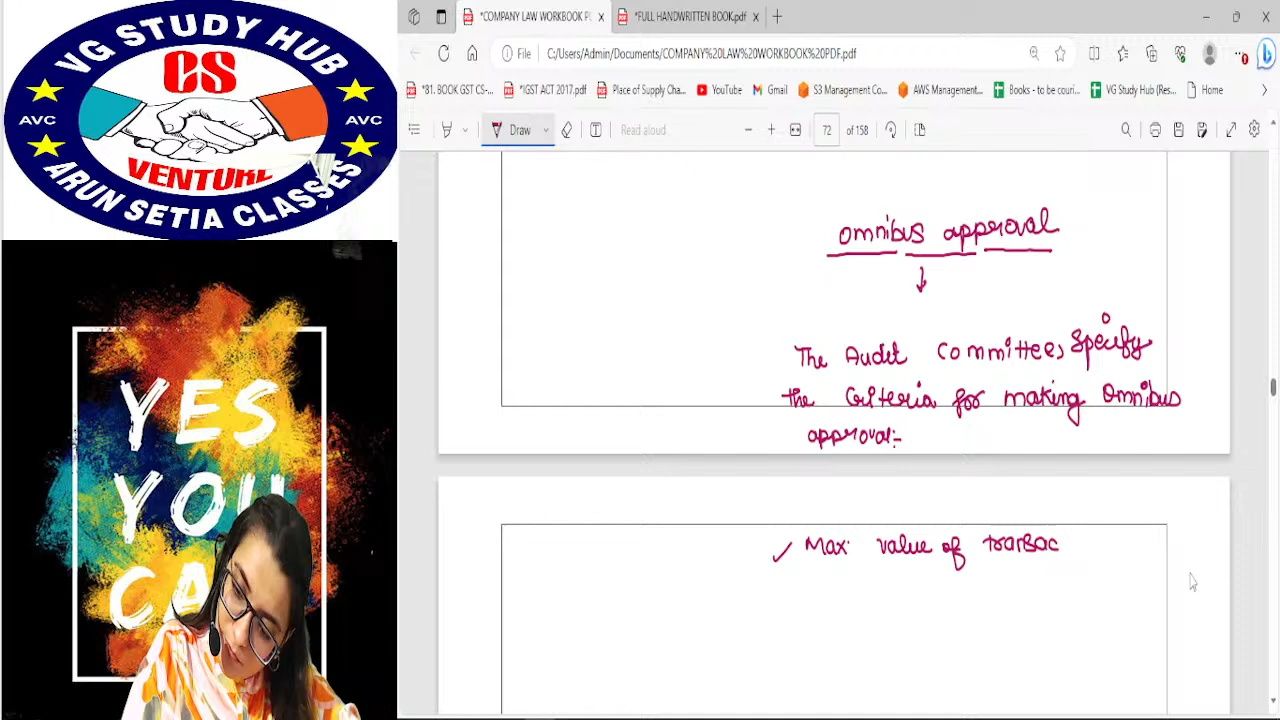 VG STUDY HUB
CS
AVC
AVC
VENTURE
ARUN SETIA CLASSES
YES
YOU
CA
*COMPANY LAW WORKBOOK P
*FULL HANDWRITTEN BOOK.pdf
File
C:/Users/Admin/Documents/COMPANY%20LAW%20WORKBOOK%20PDF.pdf
*81. BOOK GST CS-...
*IGST ACT 2017.pdf
Place of Supply Cha...
YouTube
Gmail
S3 Management Co...
AWS Management...
Books - to be couri...
VG Study Hub (Res...
Home
Draw
Read aloud
72
of 158
omnibus approval
The Audit Committee, Specify
the Criteria for making Omnibus
approval:-
Max. value of transac